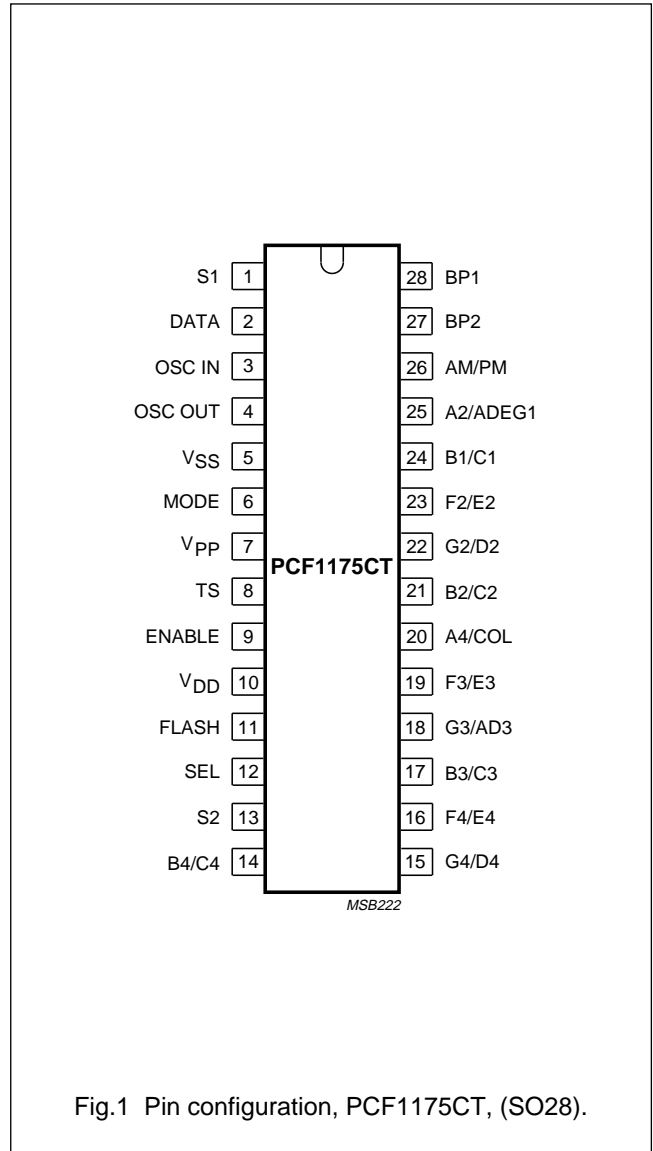 S1 1 28 BP1
DATA 2 27 BP2
OSC IN 3 26 AM/PM
OSC OUT 4 25 A2/ADEG1
VSS 5 24 B1/C1
MODE 6 23 F2/E2
VPP 7 22 G2/D2
PCF1175CT
TS 8 21 B2/C2
ENABLE 9 20 A4/COL
VDD 10 19 F3/E3
FLASH 11 18 G3/AD3
SEL 12 17 B3/C3
S2 13 16 F4/E4
B4/C4 14 15 G4/D4
MSB222
Fig.1 Pin configuration, PCF1175CT, (SO28).